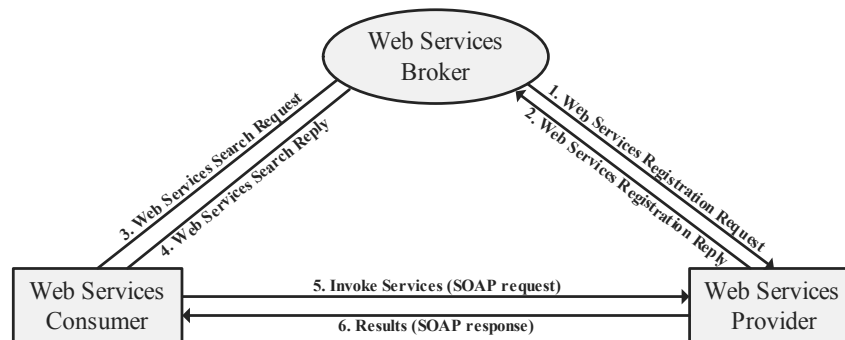 Web Services
Broker
1. Web Services Registration Request
2. Web Services Registration Reply
3. Web Services Search Request
4. Web Services Search Reply
Web Services
Consumer
5. Invoke Services (SOAP request)
6. Results (SOAP response)
Web Services
Provider